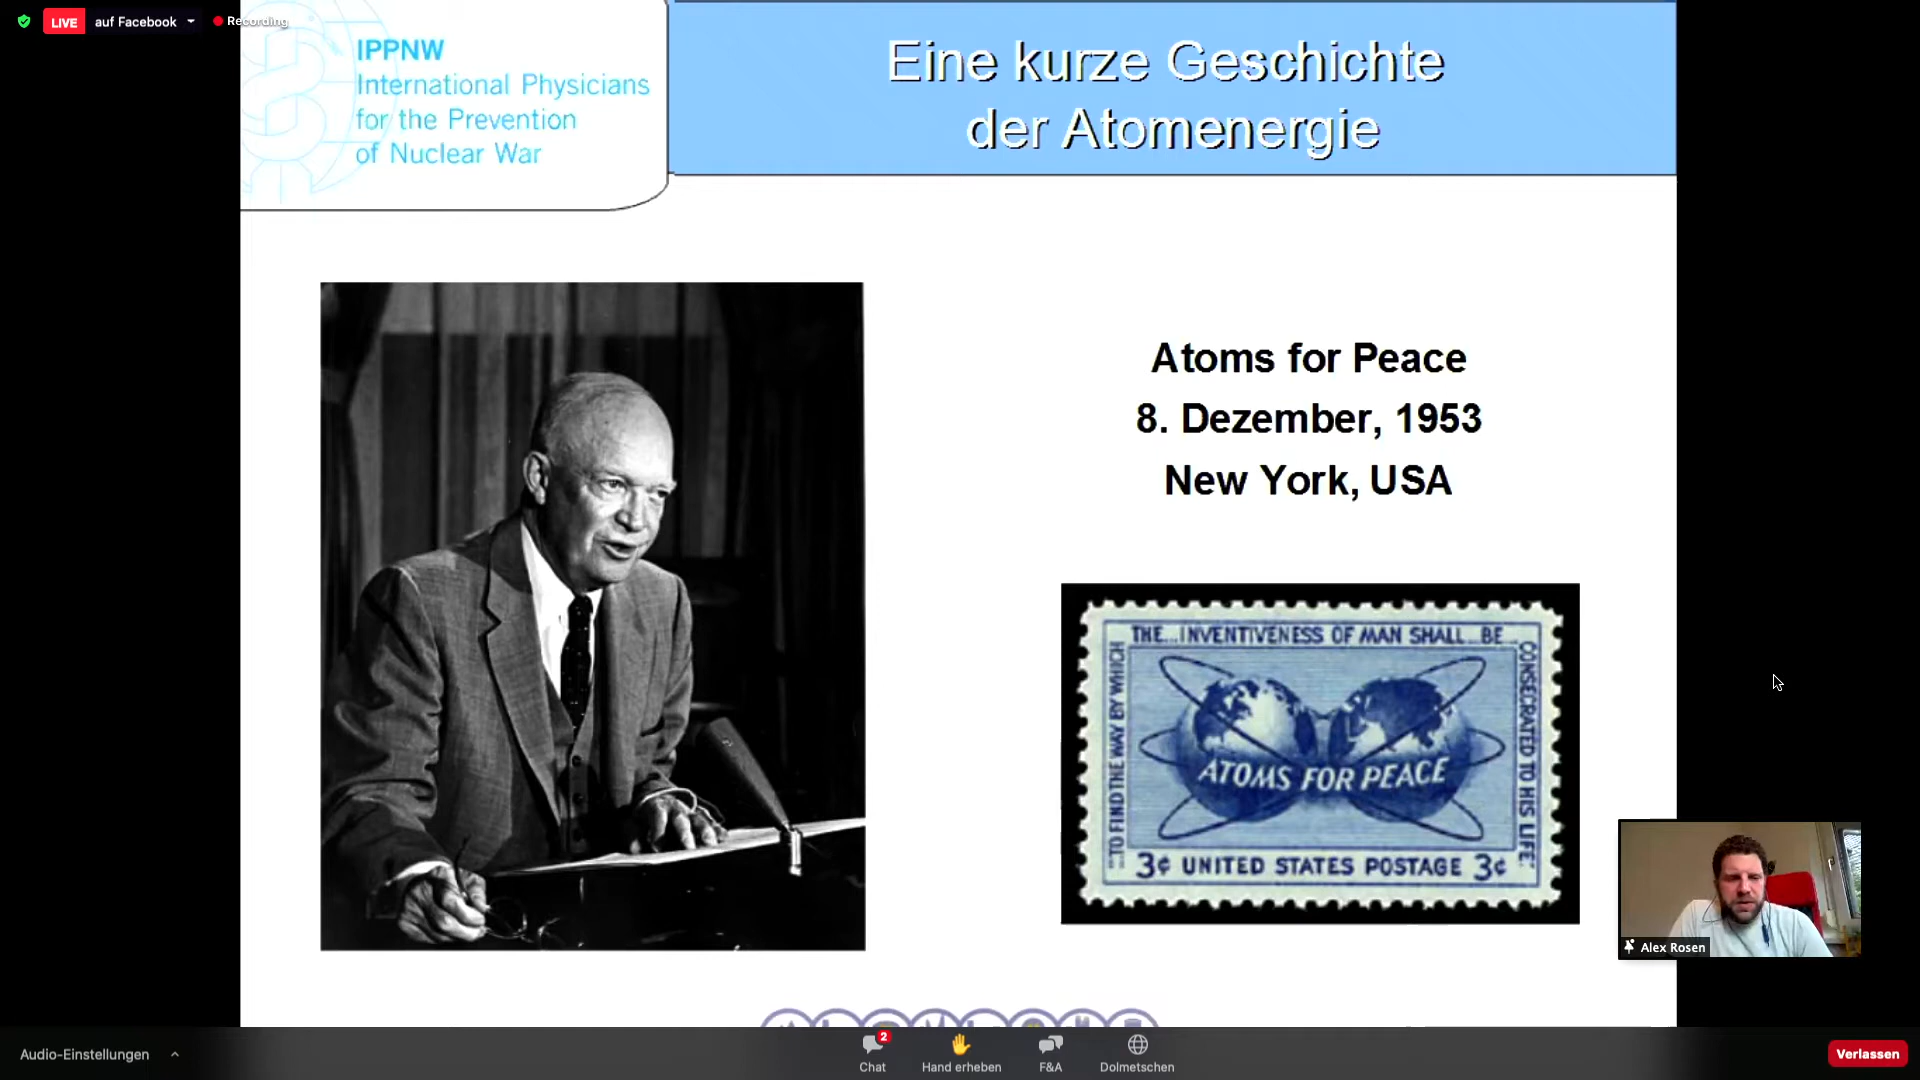 LIVE auf Facebook Recording
IPPNW
International Physicians
for the Prevention
of Nuclear War
Eine kurze Geschichte
der Atomenergie
Atoms for Peace
8. Dezember, 1953
New York, USA
"...TO FIND THE WAY BY WHICH
THE...INVENTIVENESS OF MAN SHALL...BE
CONSECRATED TO HIS LIFE."
ATOMS FOR PEACE
3¢ UNITED STATES POSTAGE 3¢
Alex Rosen
Audio-Einstellungen
2
Chat
Hand erheben
F&A
Dolmetschen
Verlassen